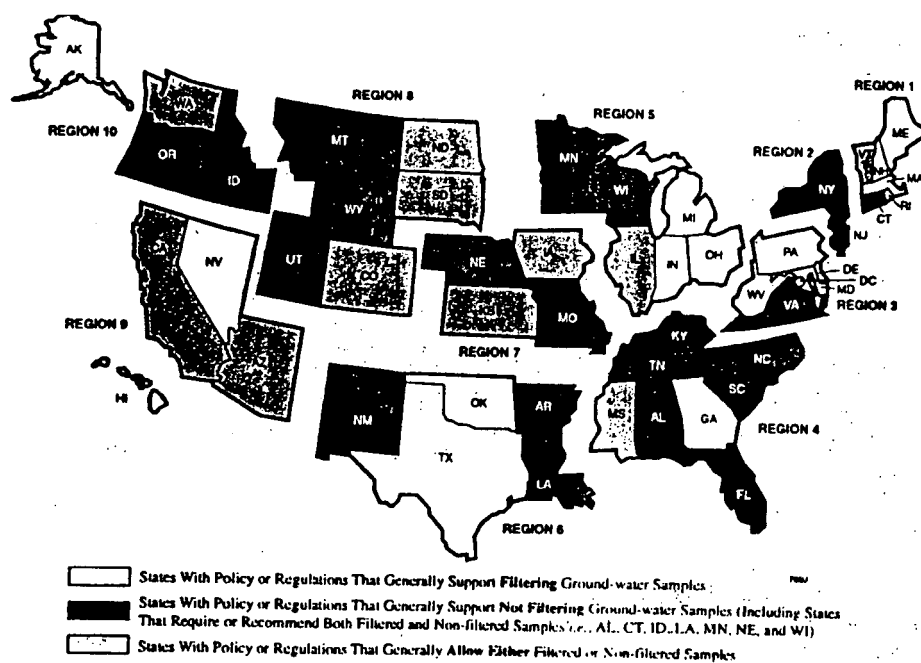 AK
REGION 8
REGION 1
REGION 5
WA
ME
REGION 10
MT
ND
REGION 2
VT
OR
MN
NH
MA
ID
WI
NY
SD
RI
WY
MI
CT
NJ
CA
NV
UT
CO
NE
IL
IN
OH
PA
DE
DC
WV
MD
VA
REGION 3
REGION 9
MO
KY
REGION 7
NC
TN
HI
NM
OK
AR
MS
AL
SC
GA
REGION 4
TX
LA
FL
REGION 6
States With Policy or Regulations That Generally Support Filtering Ground-water Samples
States With Policy or Regulations That Generally Support Not Filtering Ground-water Samples (Including States
That Require or Recommend Both Filtered and Non-filtered Samples i.e., AL, CT, ID, LA, MN, NE, and WI)
States With Policy or Regulations That Generally Allow Either Filtered or Non-filtered Samples